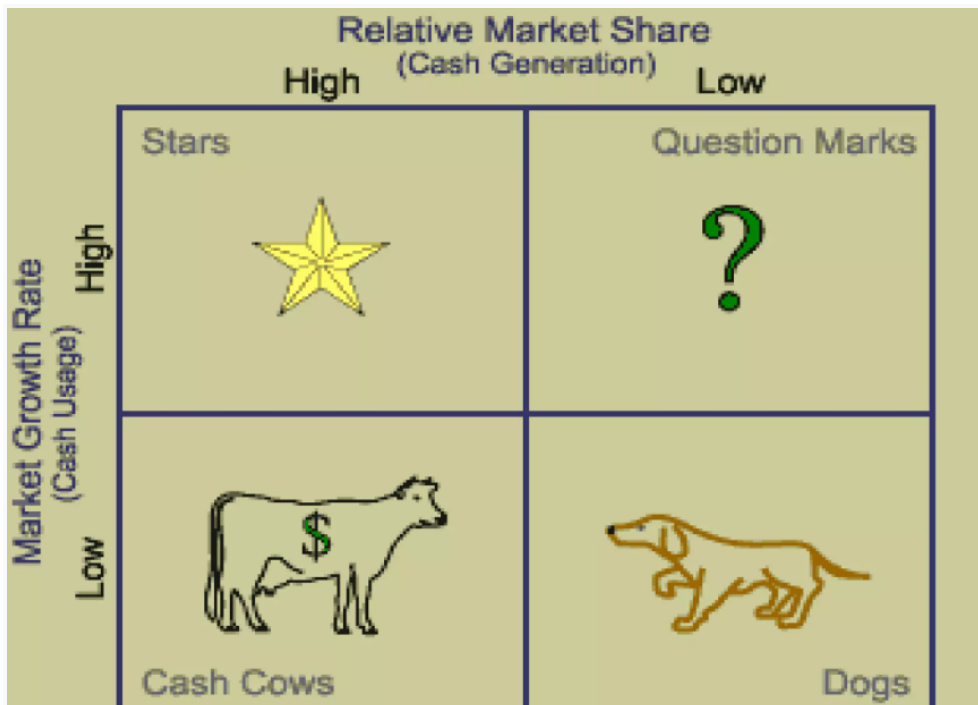 Relative Market Share
(Cash Generation)
High
Low
Stars
Question Marks
?
Market Growth Rate
(Cash Usage)
High
Low
$
Cash Cows
Dogs